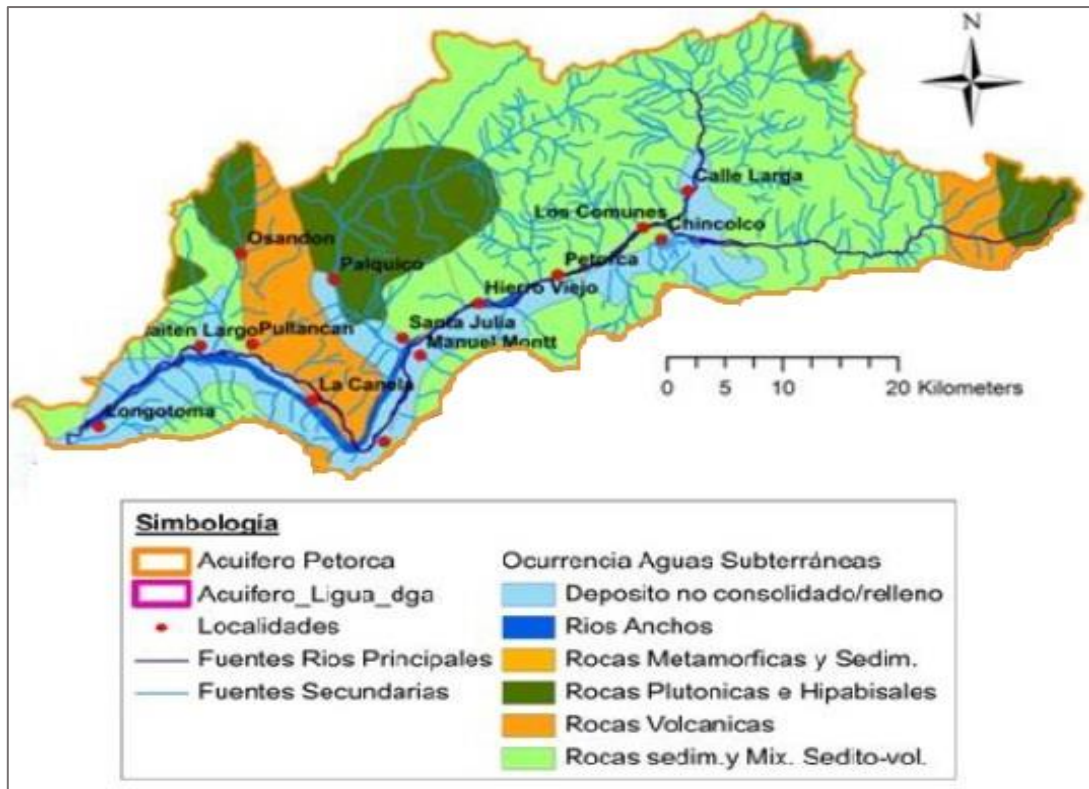 N
Calle Larga
Los Comunes
Chincolco
Osandon
Petorca
Palquico
Hierro Viejo
Santa Julia
aiten Largo
Pullancan
Manuel Montt
La Canela
Longotoma
0 5 10 20 Kilometers
Simbología
Acuifero Petorca
Acuifero_Ligua_dga
Localidades
Fuentes Rios Principales
Fuentes Secundarias
Ocurrencia Aguas Subterráneas
Deposito no consolidado/relleno
Rios Anchos
Rocas Metamorficas y Sedim.
Rocas Plutonicas e Hipabisales
Rocas Volcanicas
Rocas sedim.y Mix. Sedito-vol.